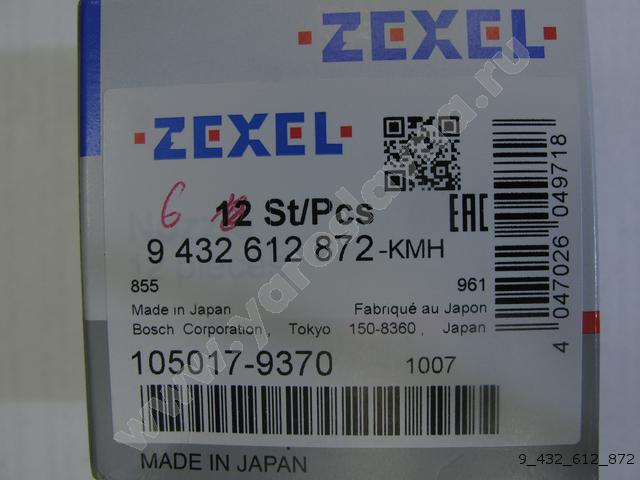 ZEXEL
ZEXEL
6 12 St/Pcs
EAC
9 432 612 872-KMH
855
961
Made in Japan
Fabriqué au Japon
Bosch Corporation, Tokyo 150-8360, Japan
105017-9370
1007
4 047026 049718
MADE IN JAPAN
www.yarosla.ru
9_432_612_872